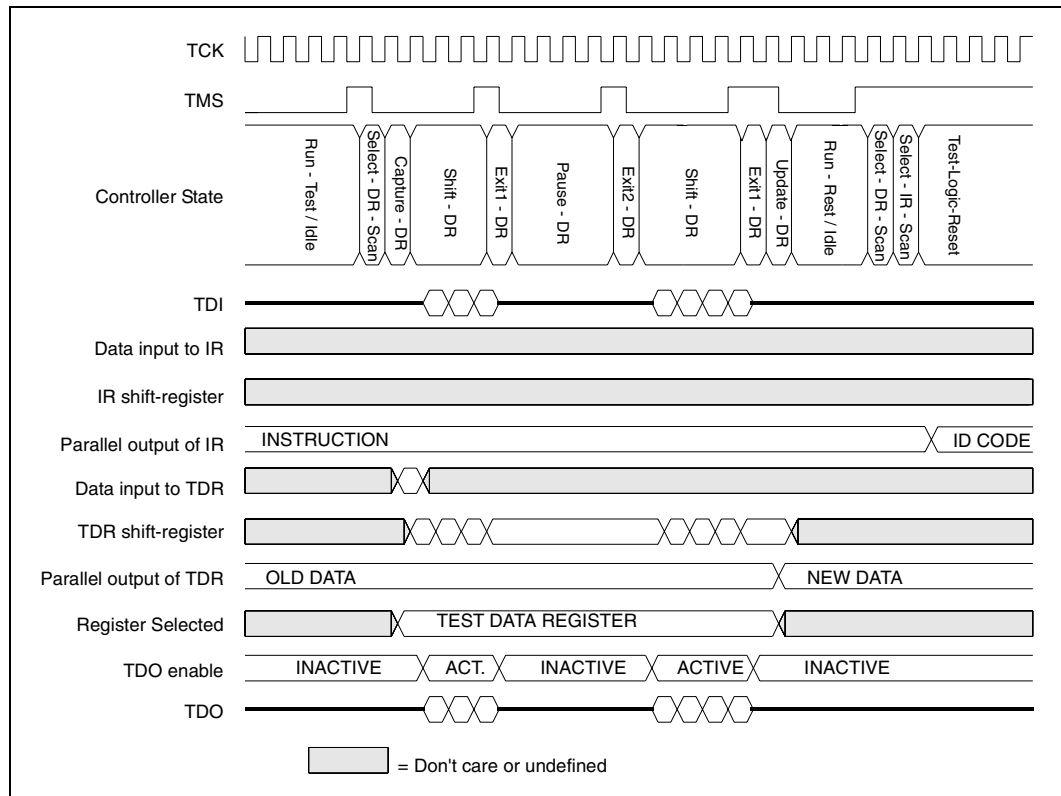 TCK
TMS
Controller State
Run - Test / Idle
Select - DR - Scan
Capture - DR
Shift - DR
Exit1 - DR
Pause - DR
Exit2 - DR
Shift - DR
Exit1 - DR
Update - DR
Run - Rest / Idle
Select - DR - Scan
Select - IR - Scan
Test-Logic-Reset
TDI
Data input to IR
IR shift-register
Parallel output of IR INSTRUCTION ID CODE
Data input to TDR
TDR shift-register
Parallel output of TDR OLD DATA NEW DATA
Register Selected TEST DATA REGISTER
TDO enable INACTIVE ACT. INACTIVE ACTIVE INACTIVE
TDO
= Don't care or undefined